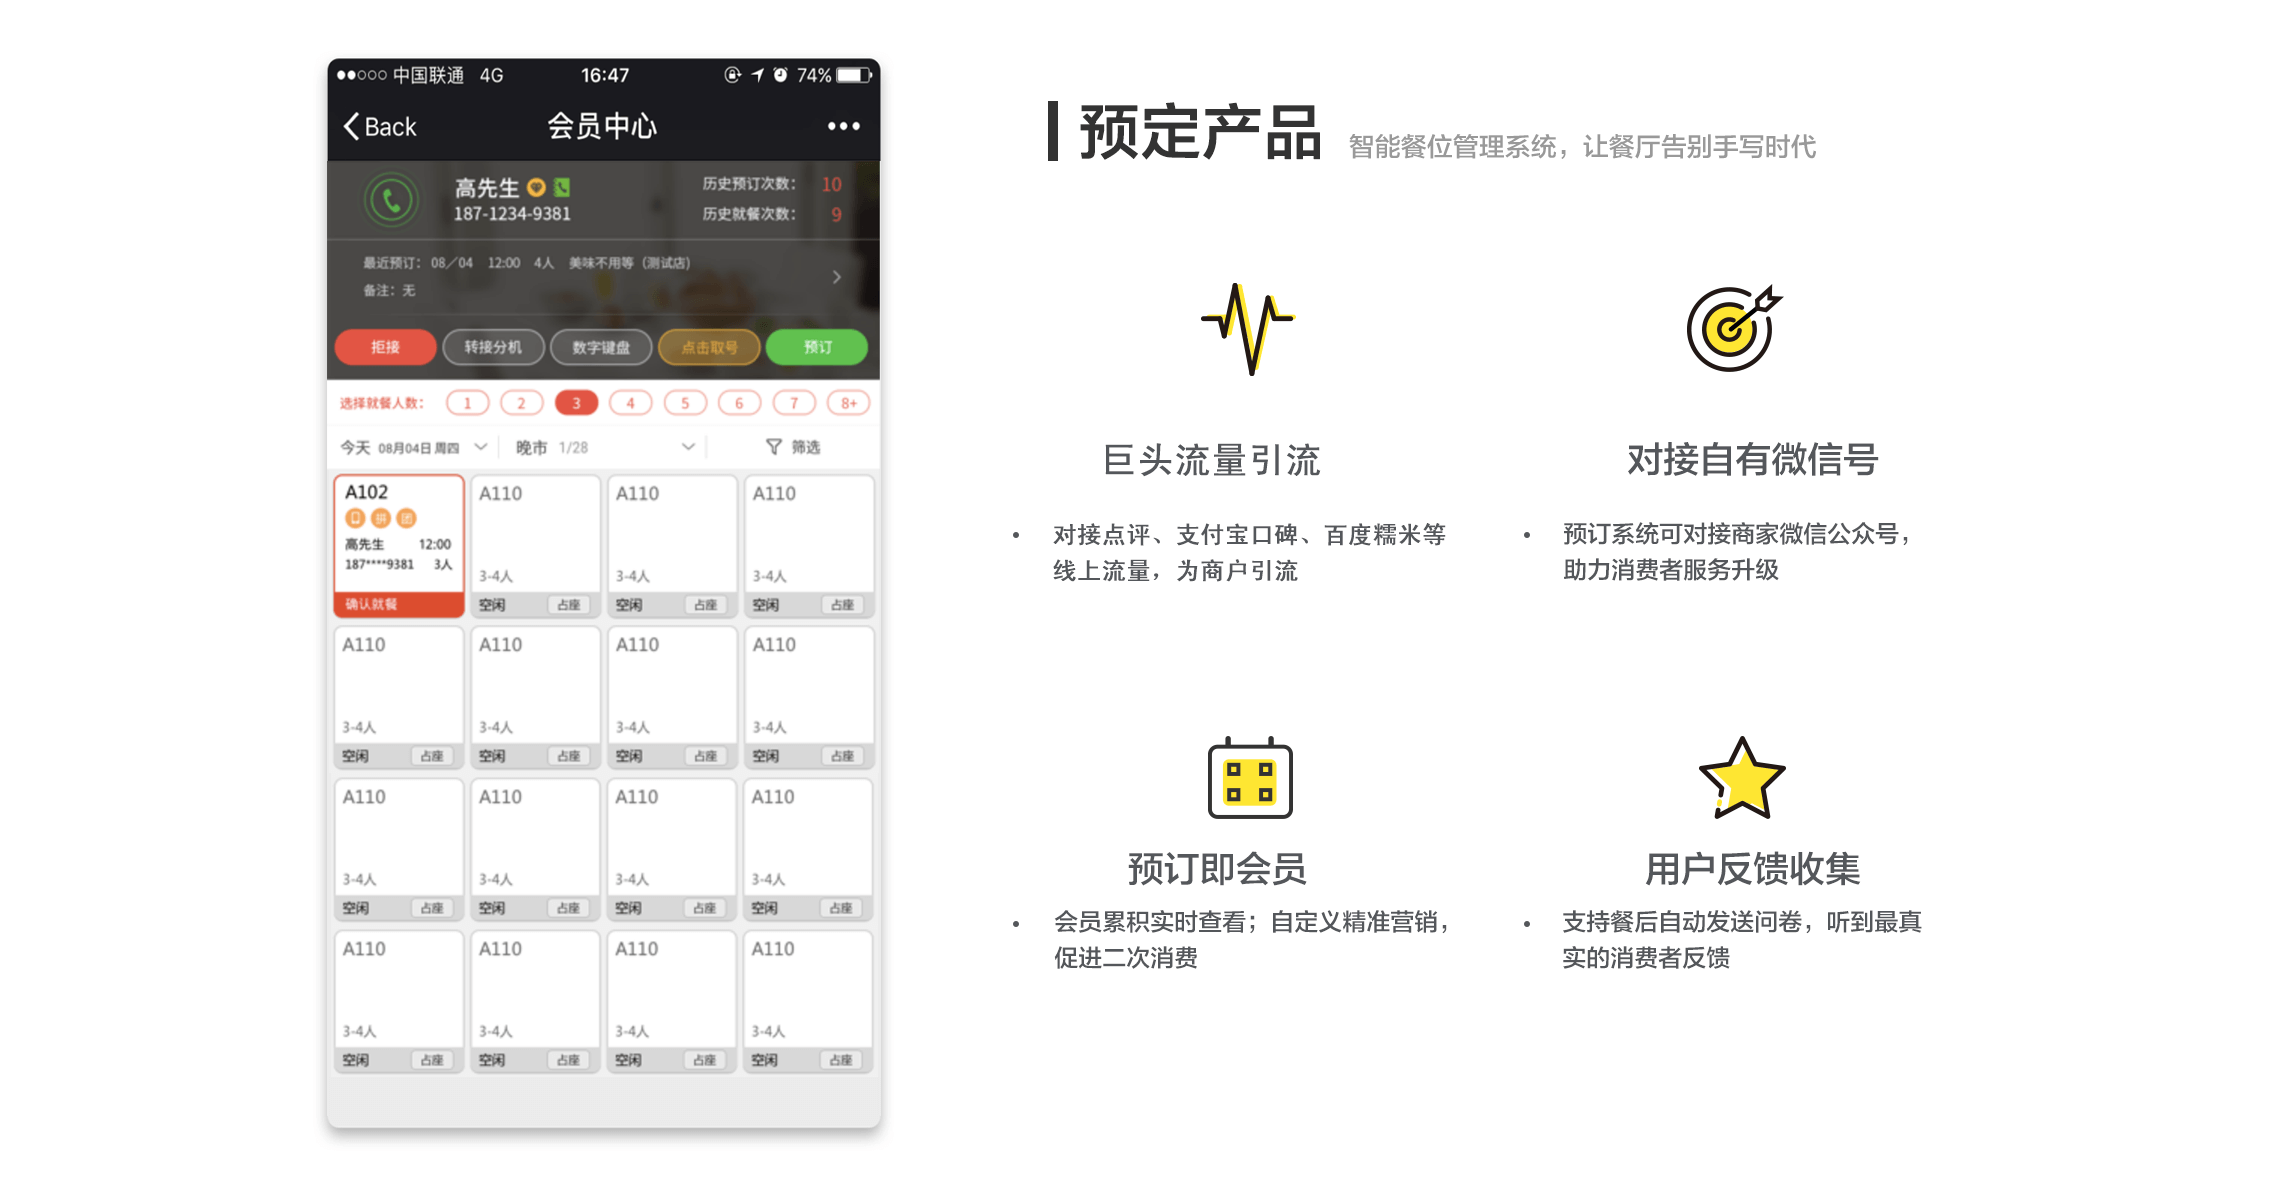 中国联通 4G 16:47 74%
Back 会员中心
高先生
187-1234-9381
历史预订次数： 10
历史就餐次数： 9
最近预订：08／04 12:00 4人 美味不用等（测试店）
备注：无
拒接 转接分机 数字键盘 点击取号 预订
选择就餐人数： 1 2 3 4 5 6 7 8+
今天 08月04日 周四 晚市 1/28 筛选
A102 A110 A110 A110
拼 团
高先生 12:00
187****9381 3人
3-4人 3-4人 3-4人
确认就餐 空闲 占座 空闲 占座 空闲 占座
A110 A110 A110 A110
3-4人 3-4人 3-4人 3-4人
空闲 占座 空闲 占座 空闲 占座 空闲 占座
A110 A110 A110 A110
3-4人 3-4人 3-4人 3-4人
空闲 占座 空闲 占座 空闲 占座 空闲 占座
A110 A110 A110 A110
3-4人 3-4人 3-4人 3-4人
空闲 占座 空闲 占座 空闲 占座 空闲 占座
预定产品 智能餐位管理系统，让餐厅告别手写时代
巨头流量引流
• 对接点评、支付宝口碑、百度糯米等
线上流量，为商户引流
对接自有微信号
• 预订系统可对接商家微信公众号，
助力消费者服务升级
预订即会员
• 会员累积实时查看；自定义精准营销，
促进二次消费
用户反馈收集
• 支持餐后自动发送问卷，听到最真
实的消费者反馈